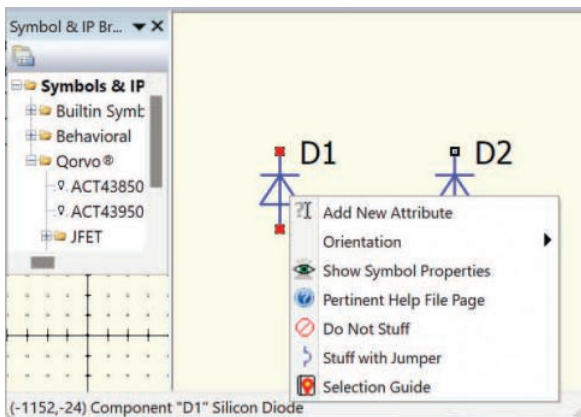 Symbol & IP Br...
Symbols & IP
Builtin Symb
Behavioral
Qorvo®
ACT43850
ACT43950
JFET
D1
D2
Add New Attribute
Orientation
Show Symbol Properties
Pertinent Help File Page
Do Not Stuff
Stuff with Jumper
Selection Guide
(-1152,-24) Component "D1" Silicon Diode